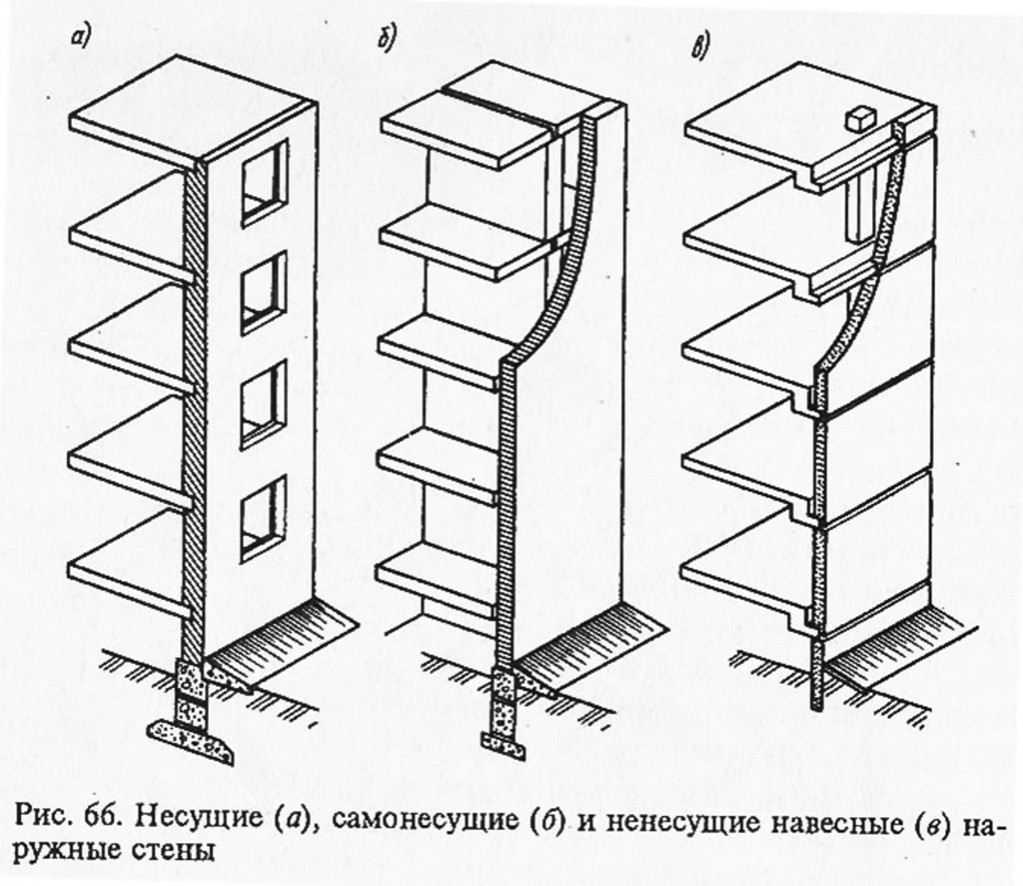 а) б) в)
Рис. 66. Несущие (а), самонесущие (б) и ненесущие навесные (в) на-
ружные стены